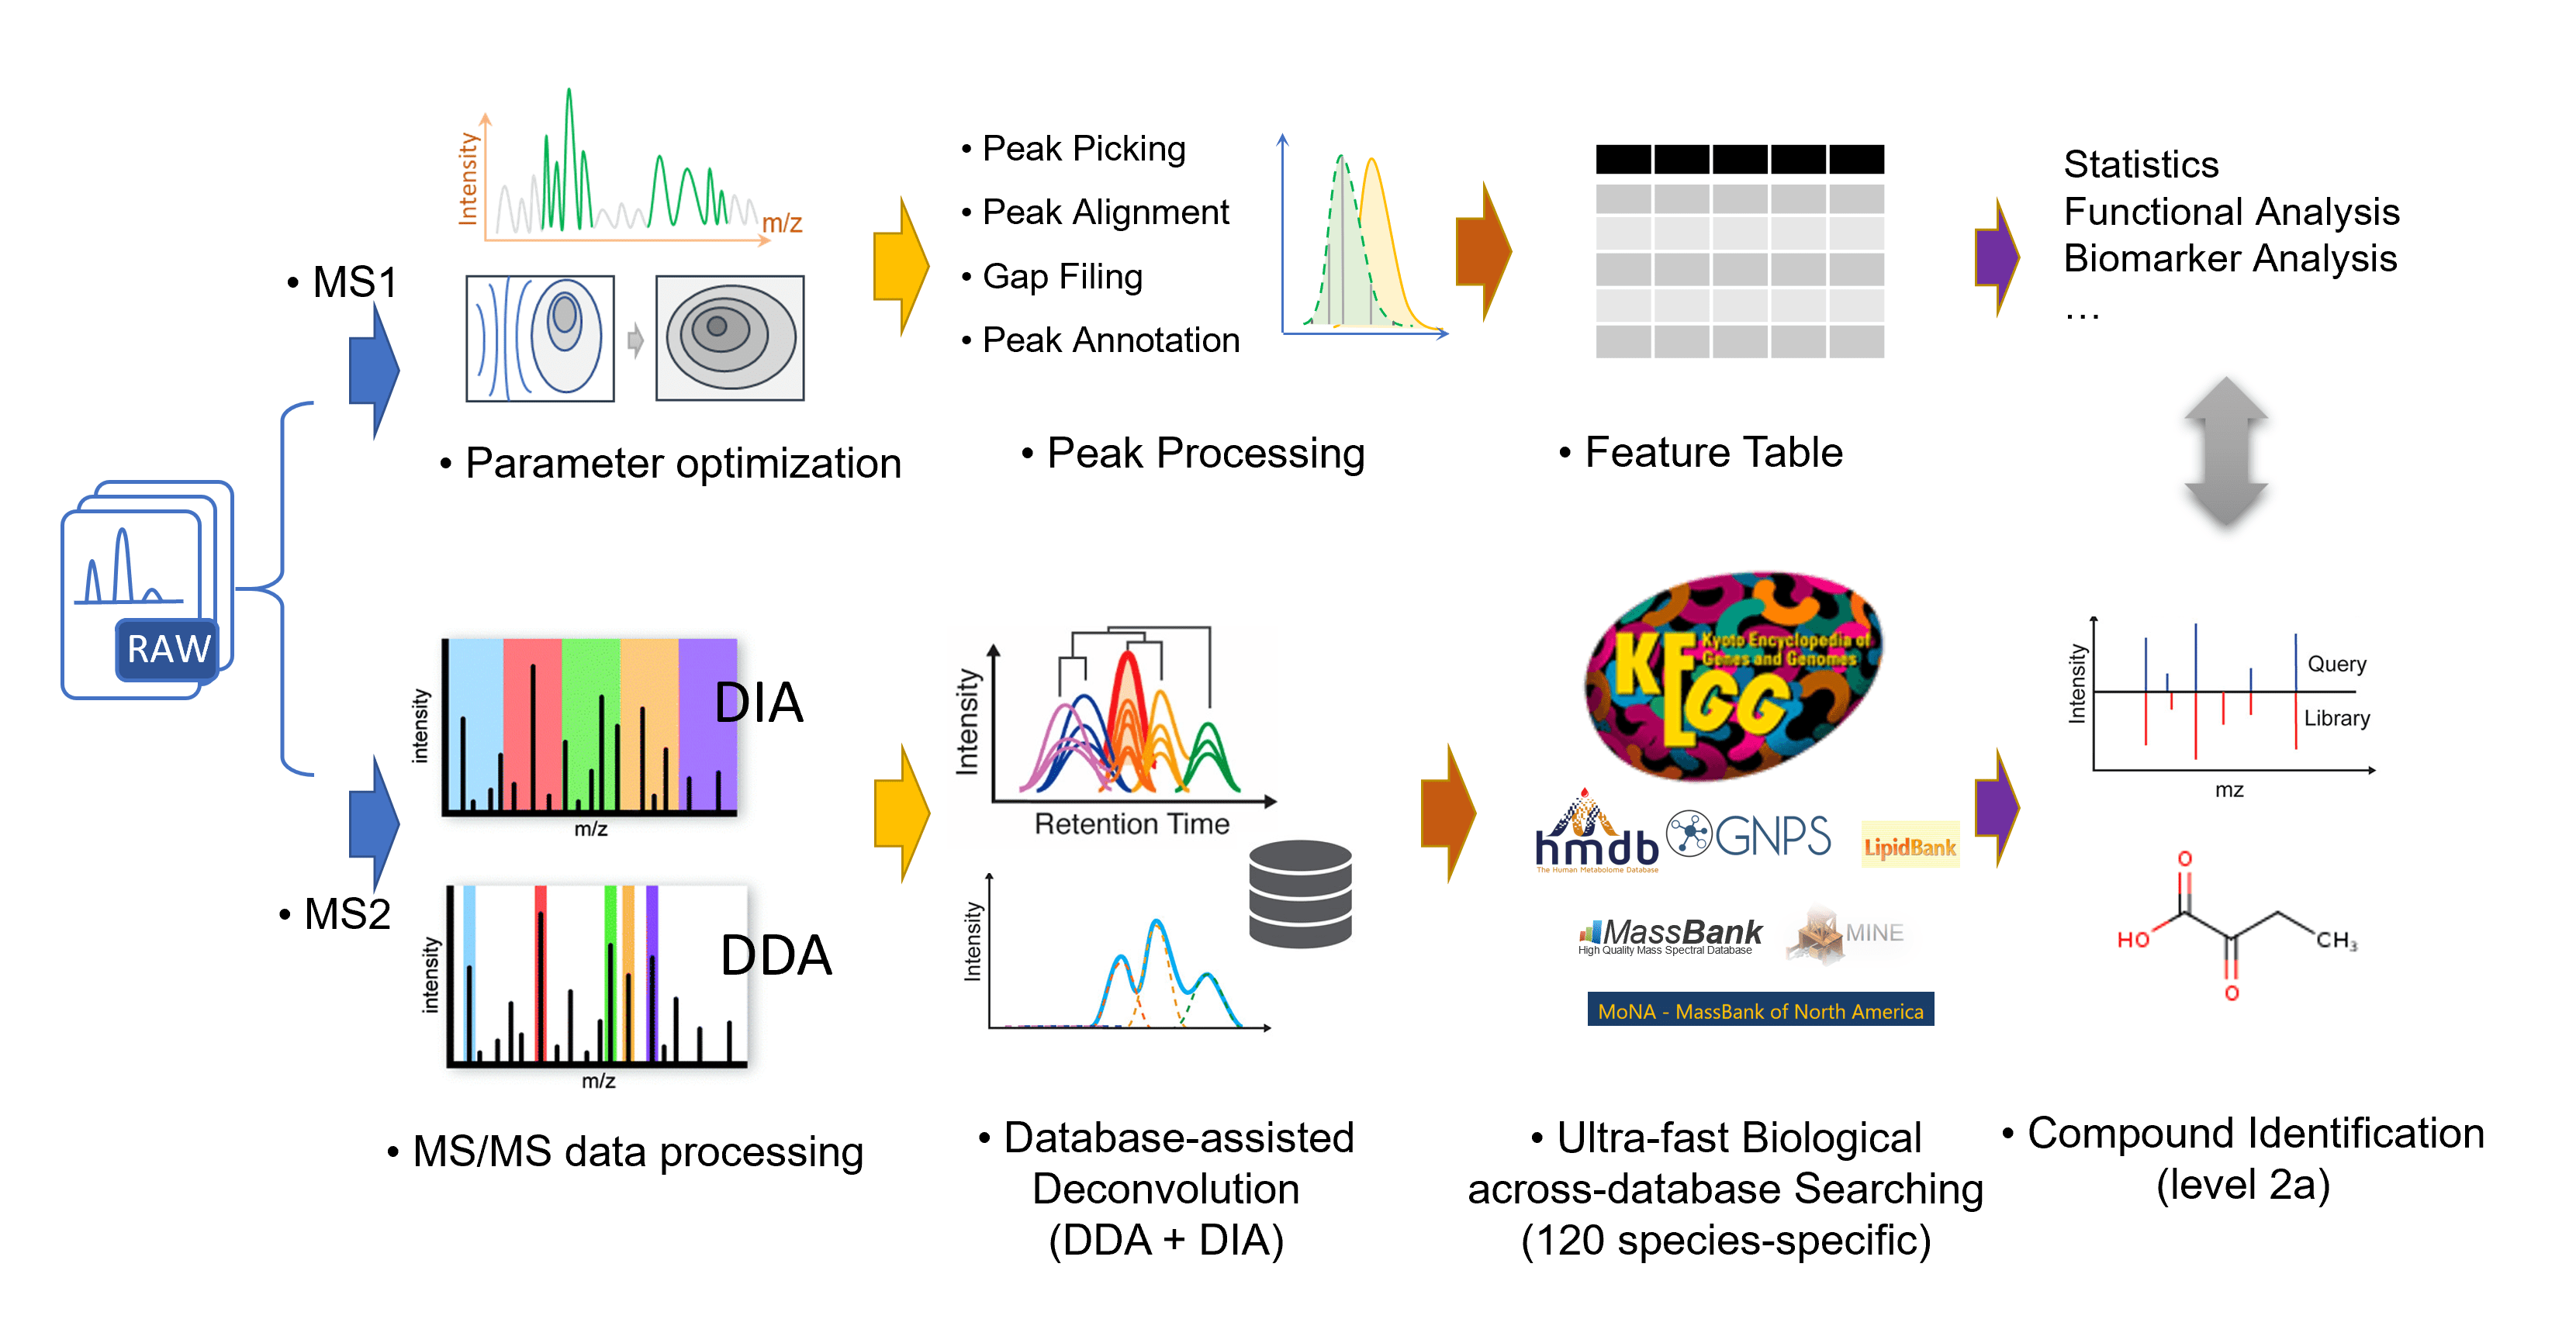 Intensity
m/z
• MS1
• Parameter optimization
• Peak Picking
• Peak Alignment
• Gap Filing
• Peak Annotation
• Peak Processing
• Feature Table
Statistics
Functional Analysis
Biomarker Analysis
...
RAW
intensity
DIA
m/z
• MS2
intensity
DDA
m/z
• MS/MS data processing
Intensity
Retention Time
Intensity
• Database-assisted
Deconvolution
(DDA + DIA)
KEGG
Kyoto Encyclopedia of
Genes and Genomes
hmdb
The Human Metabolome Database
GNPS
LipidBank
MassBank
High Quality Mass Spectral Database
MINE
MoNA - MassBank of North America
• Ultra-fast Biological
across-database Searching
(120 species-specific)
Intensity
Query
Library
mz
O
HO
CH₃
O
• Compound Identification
(level 2a)